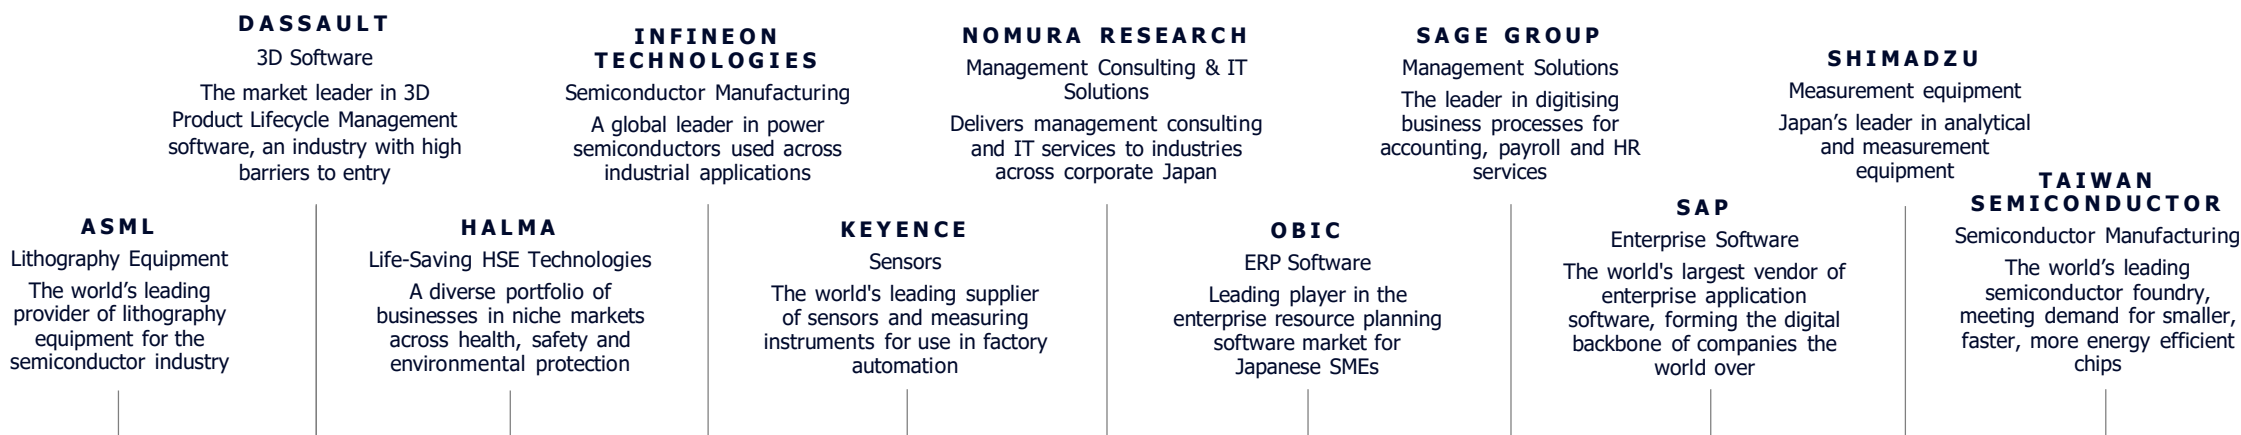 DASSAULT
3D Software
The market leader in 3D
Product Lifecycle Management
software, an industry with high
barriers to entry
INFINEON
TECHNOLOGIES
Semiconductor Manufacturing
A global leader in power
semiconductors used across
industrial applications
NOMURA RESEARCH
Management Consulting & IT
Solutions
Delivers management consulting
and IT services to industries
across corporate Japan
SAGE GROUP
Management Solutions
The leader in digitising
business processes for
accounting, payroll and HR
services
SHIMADZU
Measurement equipment
Japan’s leader in analytical
and measurement
equipment
ASML
Lithography Equipment
The world’s leading
provider of lithography
equipment for the
semiconductor industry
HALMA
Life-Saving HSE Technologies
A diverse portfolio of
businesses in niche markets
across health, safety and
environmental protection
KEYENCE
Sensors
The world's leading supplier
of sensors and measuring
instruments for use in factory
automation
OBIC
ERP Software
Leading player in the
enterprise resource planning
software market for
Japanese SMEs
SAP
Enterprise Software
The world's largest vendor of
enterprise application
software, forming the digital
backbone of companies the
world over
TAIWAN
SEMICONDUCTOR
Semiconductor Manufacturing
The world’s leading
semiconductor foundry,
meeting demand for smaller,
faster, more energy efficient
chips